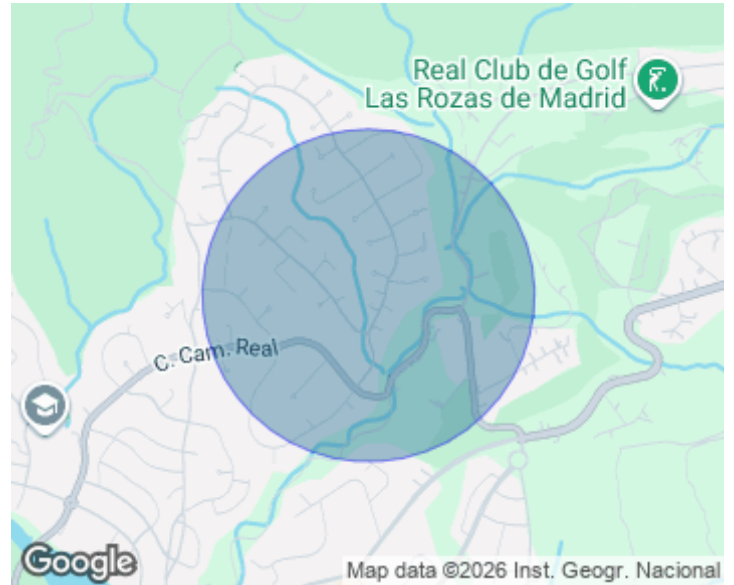 Real Club de Golf
Las Rozas de Madrid
C. Cam. Real
Google
Map data ©2026 Inst. Geogr. Nacional